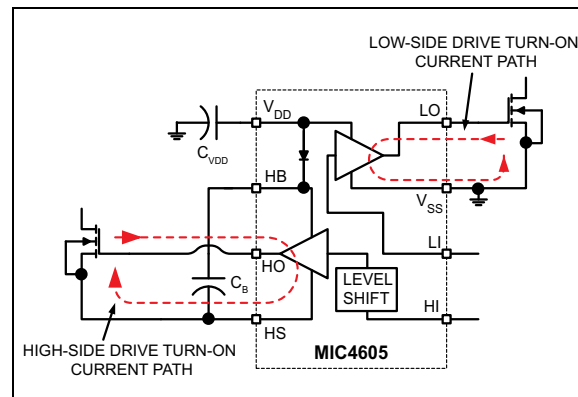 LOW-SIDE DRIVE TURN-ON
CURRENT PATH
VDD
LO
CVDD
HB
VSS
LI
HO
CB
LEVEL
SHIFT
HI
HS
MIC4605
HIGH-SIDE DRIVE TURN-ON
CURRENT PATH